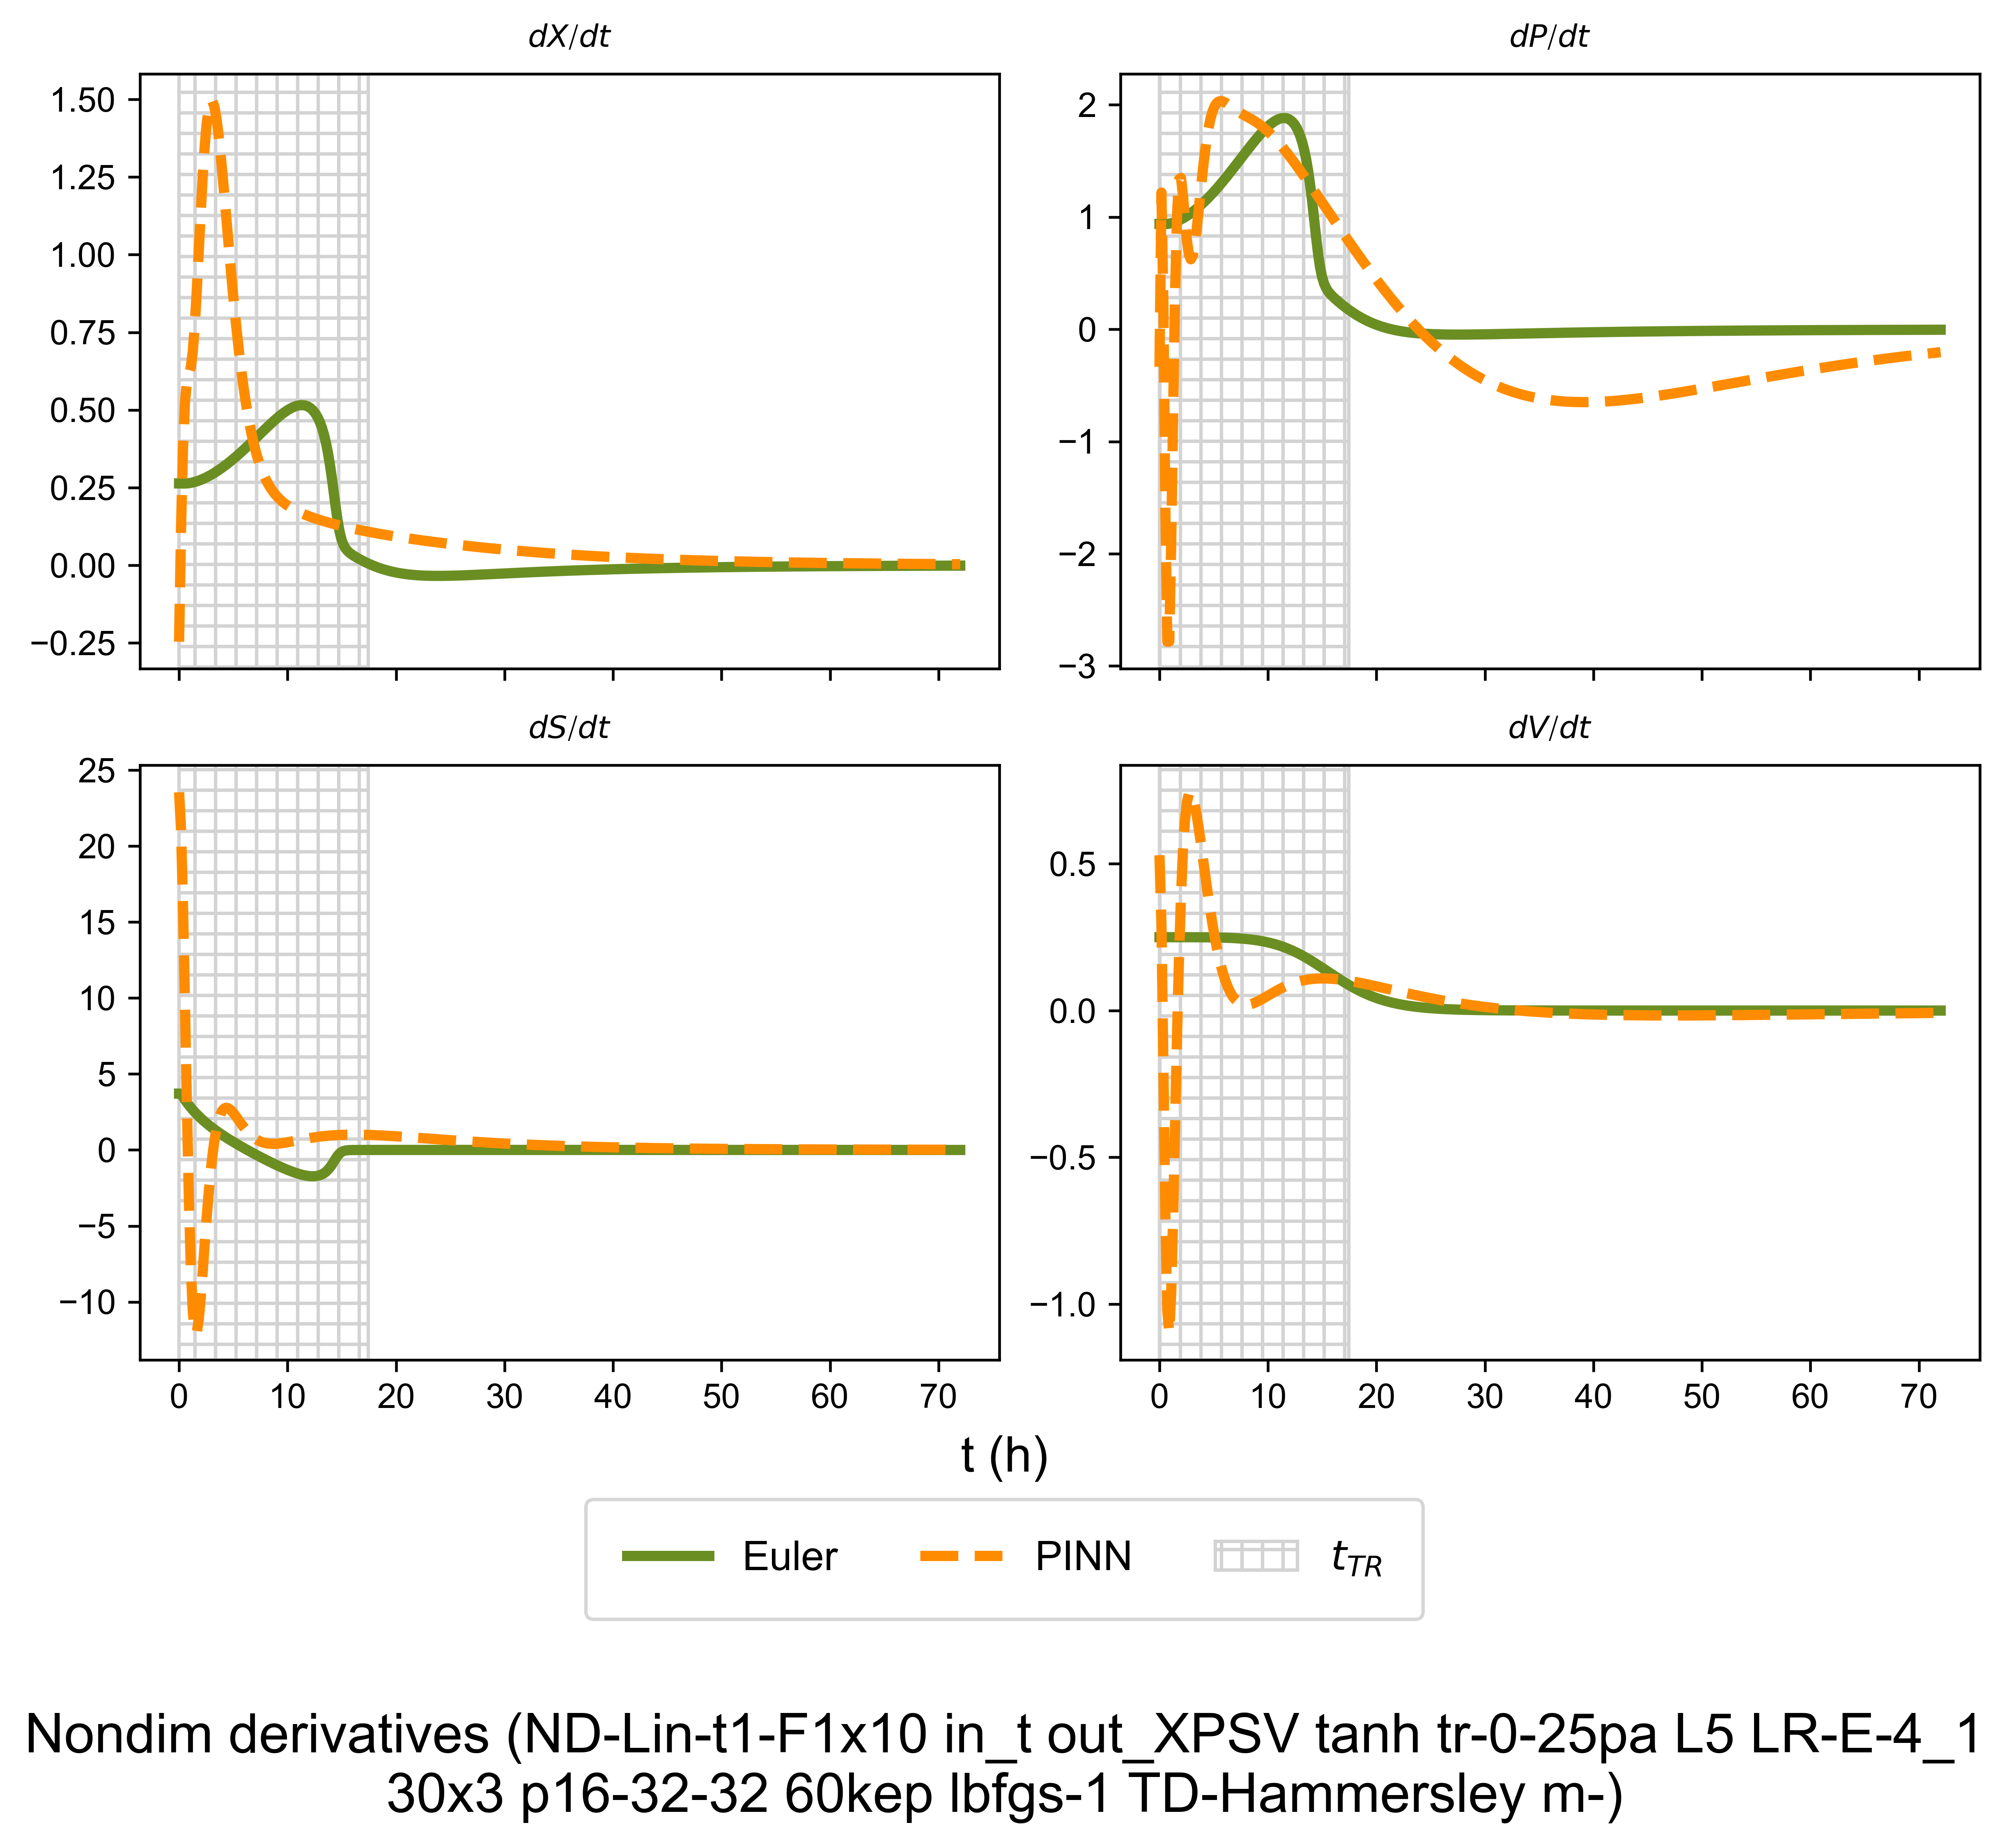 dX/dt
dP/dt
1.50
1.25
1.00
0.75
0.50
0.25
0.00
−0.25
2
1
0
−1
−2
−3
dS/dt
dV/dt
25
20
15
10
5
0
−5
−10
0.5
0.0
−0.5
−1.0
0 10 20 30 40 50 60 70
0 10 20 30 40 50 60 70
t (h)
Euler PINN t_TR
Nondim derivatives (ND-Lin-t1-F1x10 in_t out_XPSV tanh tr-0-25pa L5 LR-E-4_1
30x3 p16-32-32 60kep lbfgs-1 TD-Hammersley m-)